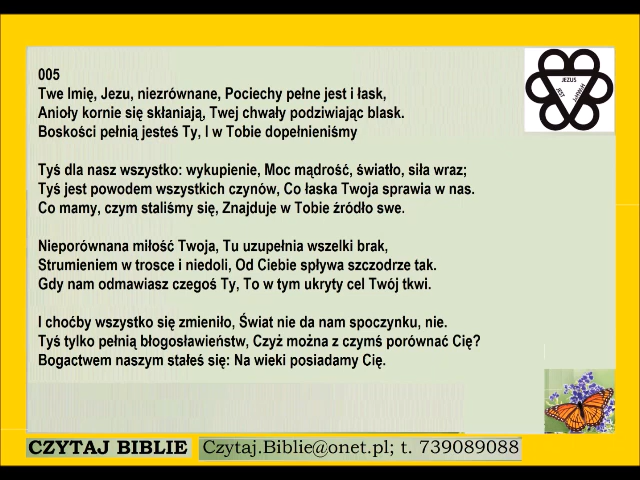 005
Twe Imię, Jezu, niezrównane, Pociechy pełne jest i łask,
Anioły kornie się skłaniają, Twej chwały podziwiając blask.
Boskości pełnią jesteś Ty, I w Tobie dopełnieniśmy
Tyś dla nasz wszystko: wykupienie, Moc mądrość, światło, siła wraz;
Tyś jest powodem wszystkich czynów, Co łaska Twoja sprawia w nas.
Co mamy, czym staliśmy się, Znajduje w Tobie źródło swe.
Nieporównana miłość Twoja, Tu uzupełnia wszelki brak,
Strumieniem w trosce i niedoli, Od Ciebie spływa szczodrze tak.
Gdy nam odmawiasz czegoś Ty, To w tym ukryty cel Twój tkwi.
I choćby wszystko się zmieniło, Świat nie da nam spoczynku, nie.
Tyś tylko pełnią błogosławieństw, Czyż można z czymś porównać Cię?
Bogactwem naszym stałeś się: Na wieki posiadamy Cię.
JEZUS
JEST
CZYTAJ BIBLIE
Czytaj.Biblie@onet.pl; t. 739089088